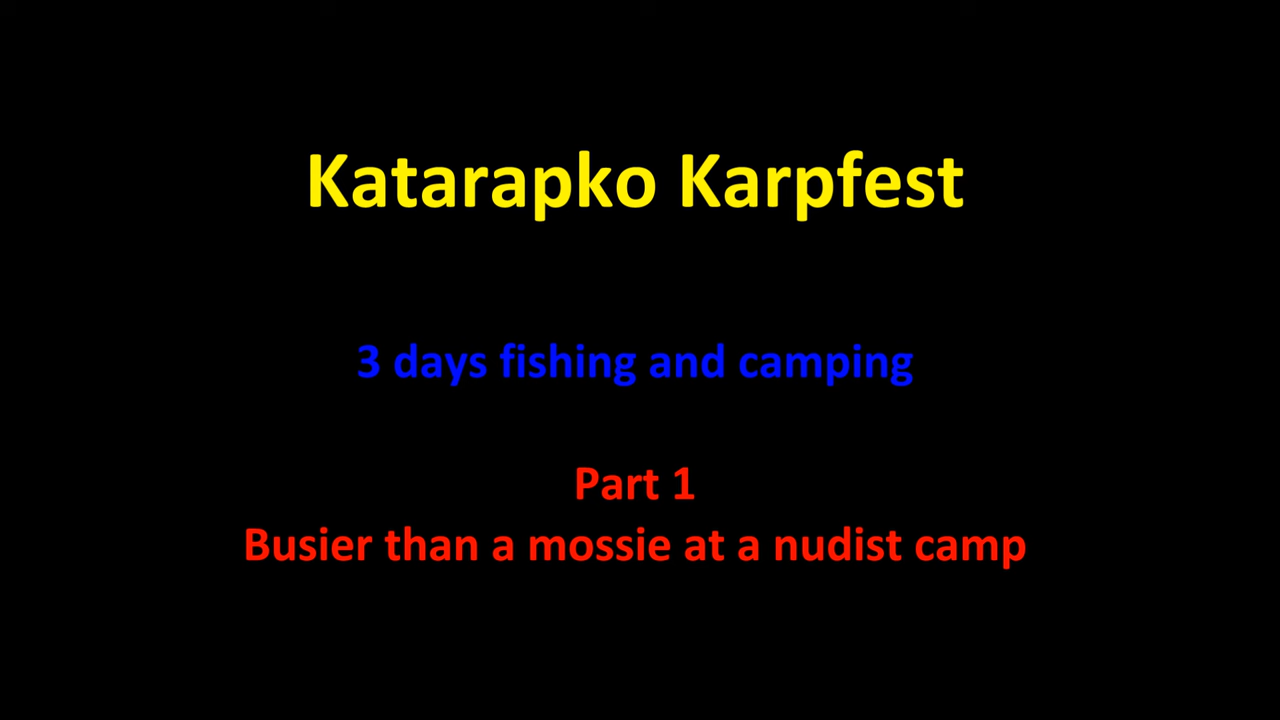 Katarapko Karpfest
3 days fishing and camping
Part 1
Busier than a mossie at a nudist camp